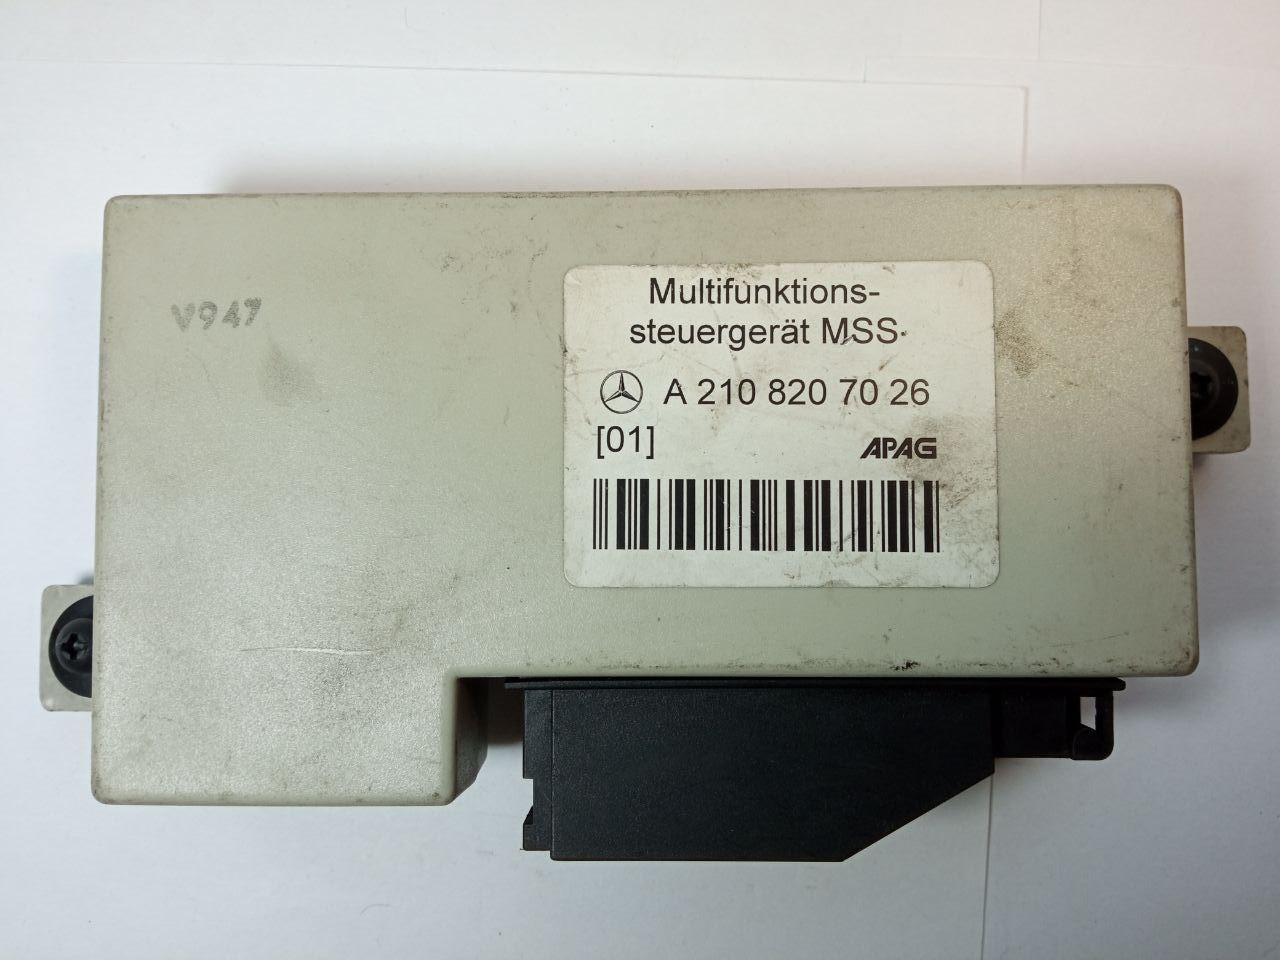 V947
Multifunktions-
steuergerät MSS
A 210 820 70 26
[01]
APAG